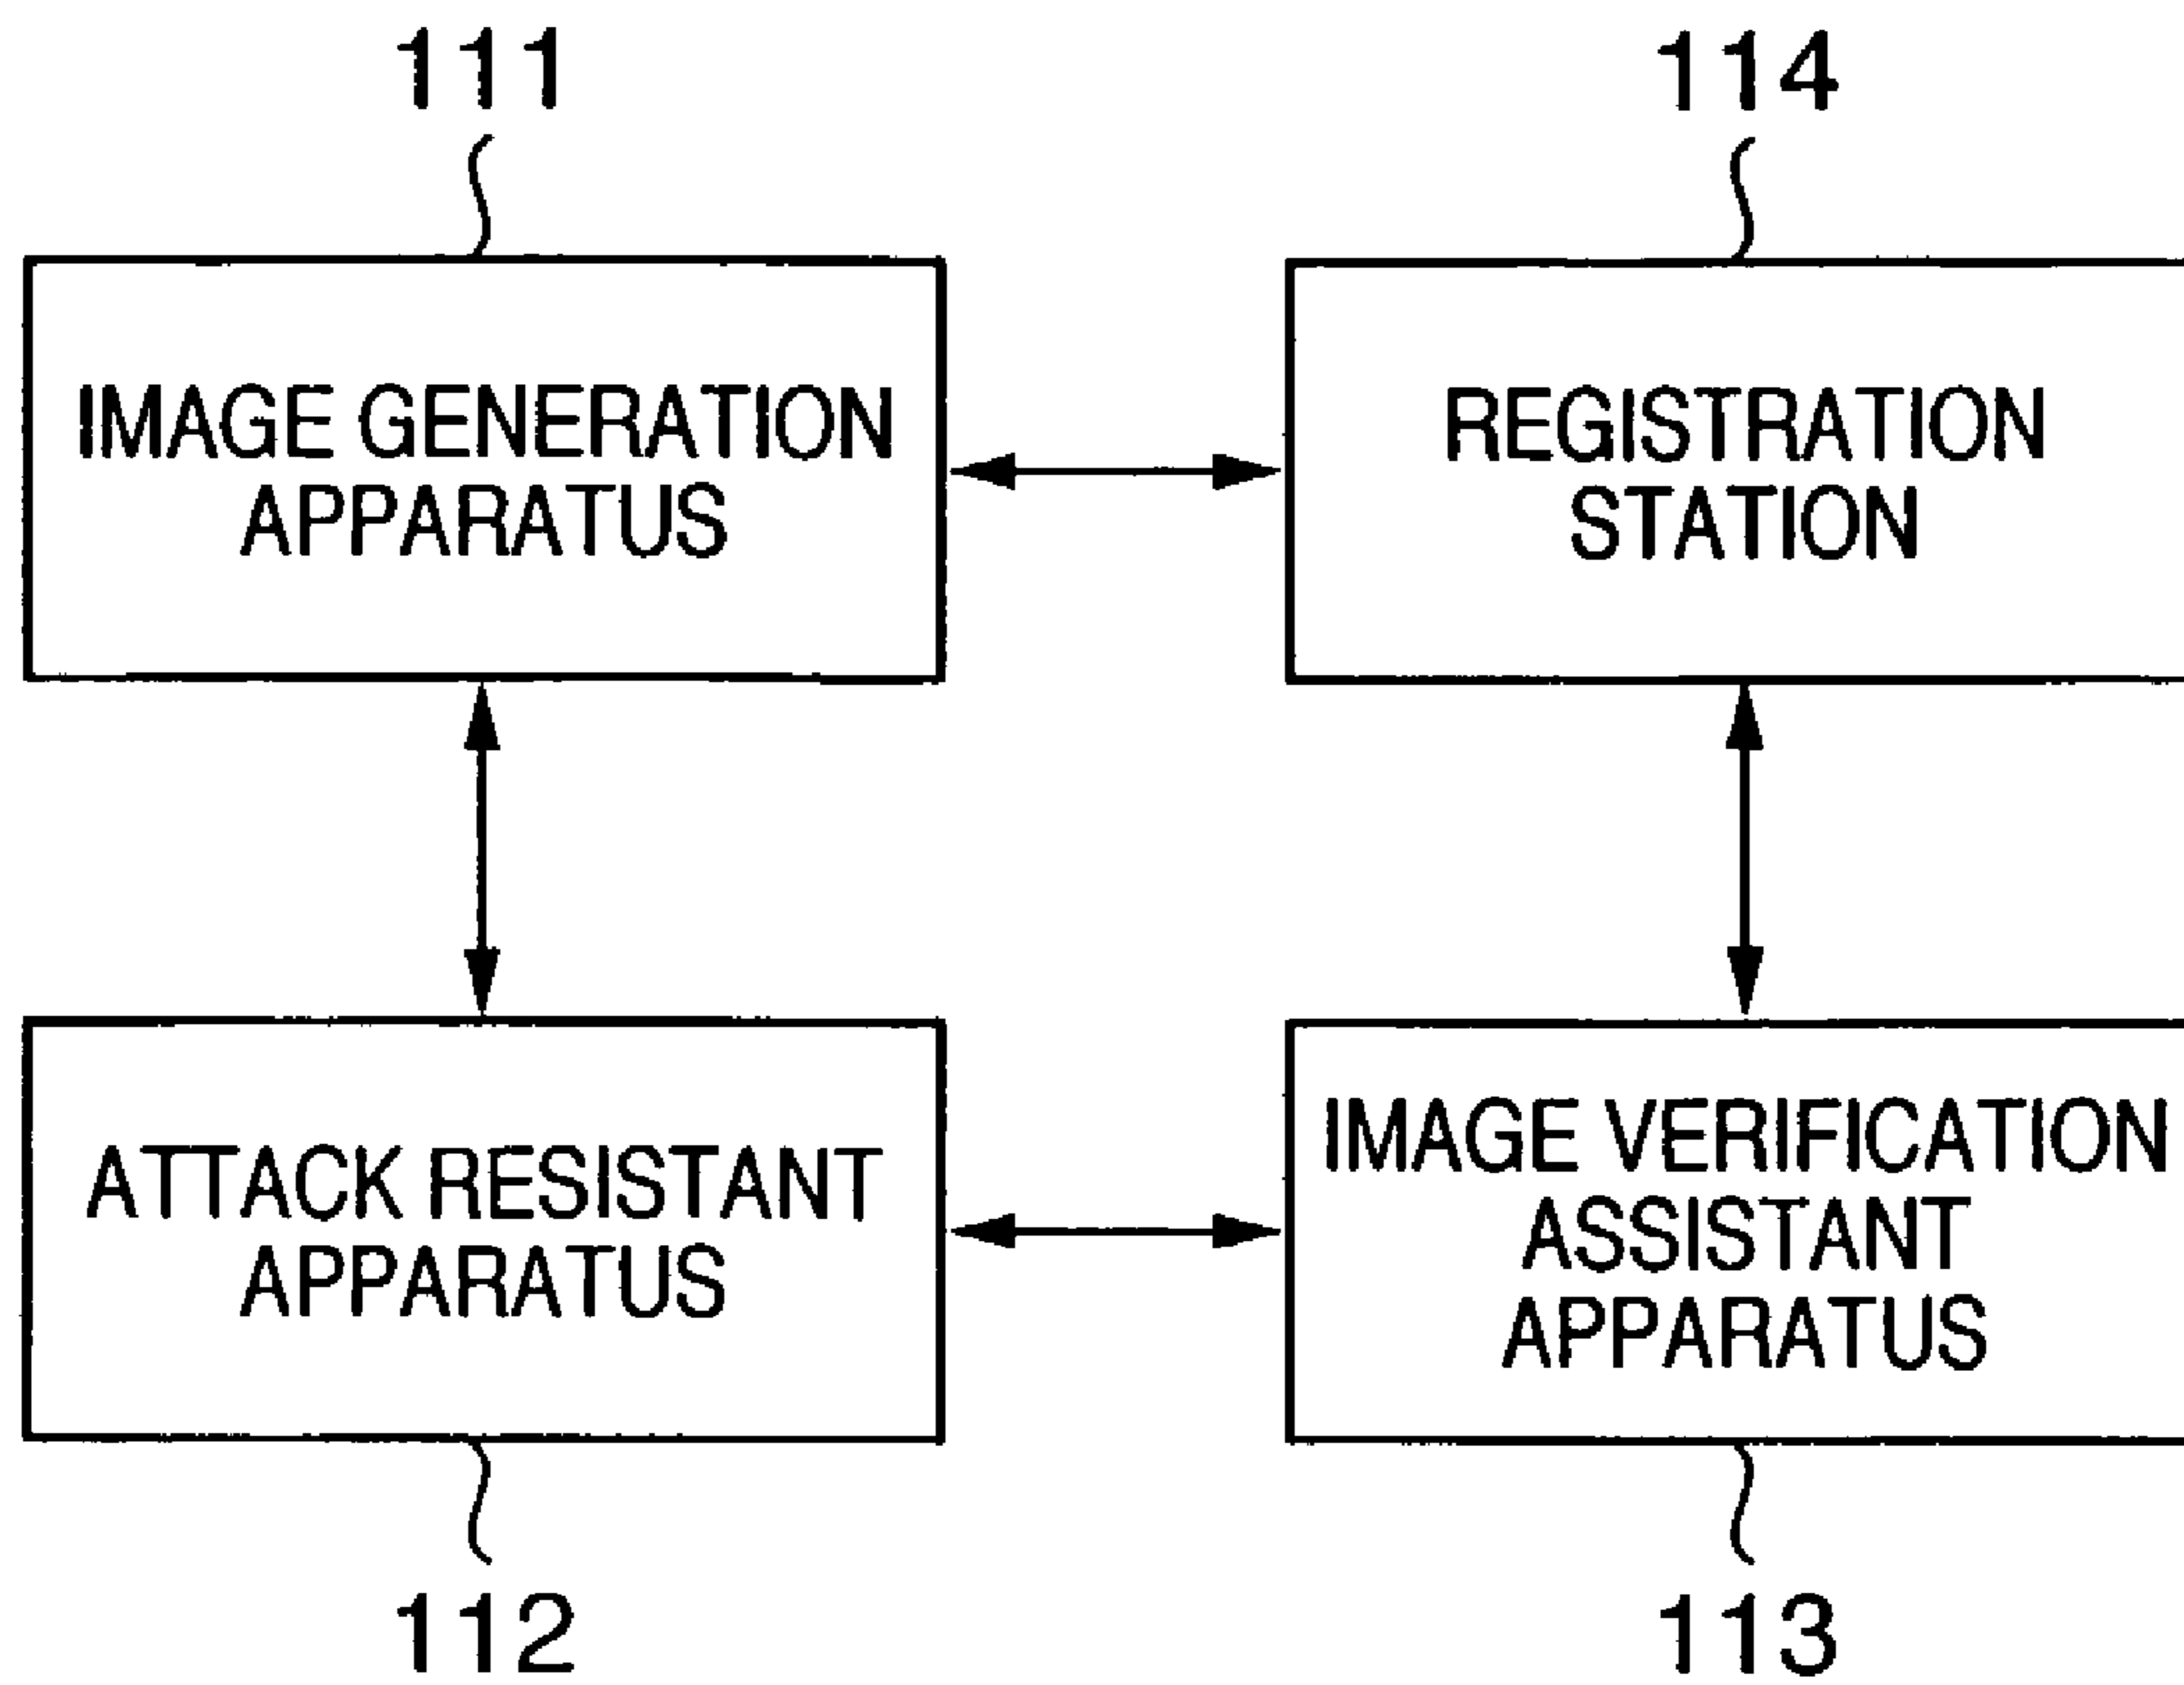 111
114
IMAGE GENERATION
APPARATUS
REGISTRATION
STATION
ATTACK RESISTANT
APPARATUS
IMAGE VERIFICATION
ASSISTANT
APPARATUS
112
113